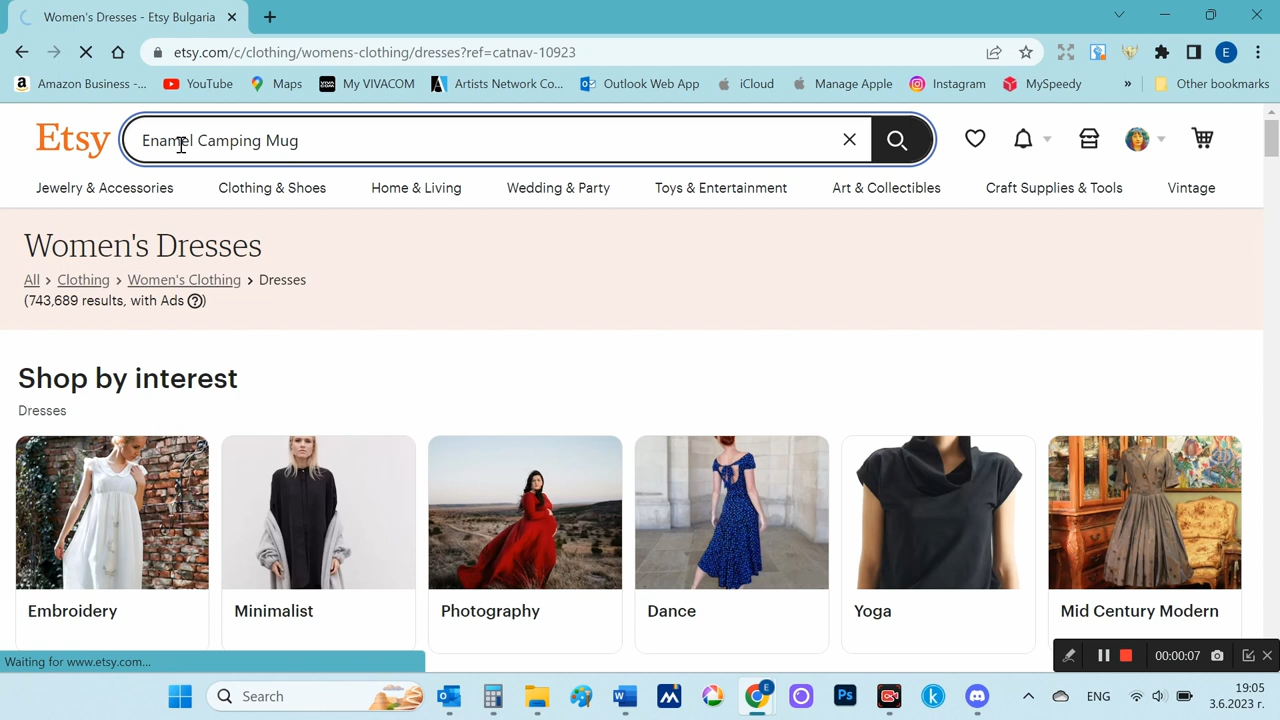 Women's Dresses - Etsy Bulgaria
etsy.com/c/clothing/womens-clothing/dresses?ref=catnav-10923
E
Amazon Business -... YouTube Maps My VIVACOM Artists Network Co... Outlook Web App iCloud Manage Apple Instagram MySpeedy » Other bookmarks
Etsy Enamel Camping Mug
Jewelry & Accessories Clothing & Shoes Home & Living Wedding & Party Toys & Entertainment Art & Collectibles Craft Supplies & Tools Vintage
Women's Dresses
All > Clothing > Women's Clothing > Dresses
(743,689 results, with Ads ?)
Shop by interest
Dresses
Embroidery Minimalist Photography Dance Yoga Mid Century Modern
Waiting for www.etsy.com...
00:00:07
Search
ENG
19:05
3.6.2023 г.